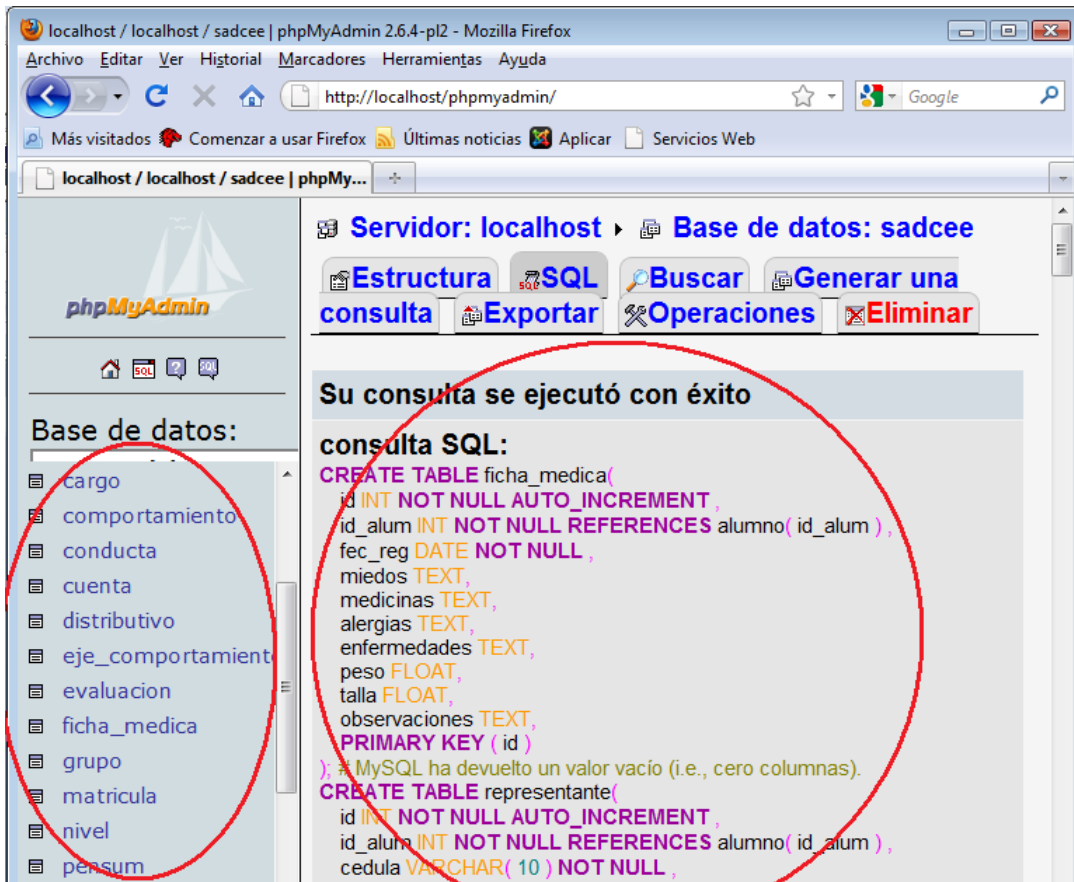 localhost / localhost / sadcee | phpMyAdmin 2.6.4-pl2 - Mozilla Firefox
Archivo Editar Ver Historial Marcadores Herramientas Ayuda
http://localhost/phpmyadmin/ Google
Más visitados Comenzar a usar Firefox Últimas noticias Aplicar Servicios Web
localhost / localhost / sadcee | phpMy...
phpMyAdmin
SQL SQL
Base de datos:
cargo
comportamiento
conducta
cuenta
distributivo
eje_comportamient
evaluacion
ficha_medica
grupo
matricula
nivel
pensum
Servidor: localhost Base de datos: sadcee
Estructura SQL Buscar Generar una
consulta Exportar Operaciones Eliminar
Su consulta se ejecutó con éxito
consulta SQL:
CREATE TABLE ficha_medica(
id INT NOT NULL AUTO_INCREMENT ,
id_alum INT NOT NULL REFERENCES alumno( id_alum ) ,
fec_reg DATE NOT NULL ,
miedos TEXT,
medicinas TEXT,
alergias TEXT,
enfermedades TEXT,
peso FLOAT,
talla FLOAT,
observaciones TEXT,
PRIMARY KEY ( id )
); # MySQL ha devuelto un valor vacío (i.e., cero columnas).
CREATE TABLE representante(
id INT NOT NULL AUTO_INCREMENT ,
id_alum INT NOT NULL REFERENCES alumno( id_alum ) ,
cedula VARCHAR( 10 ) NOT NULL ,